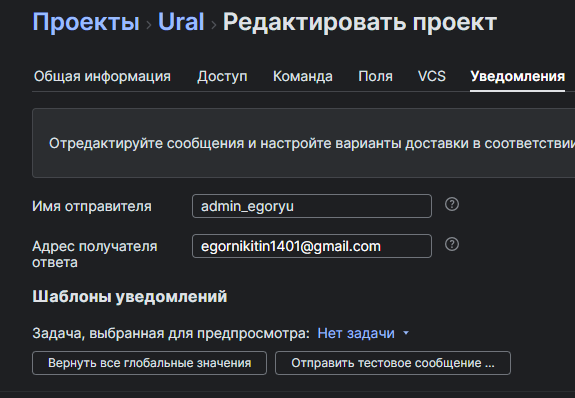 Проекты › Ural › Редактировать проект
Общая информация Доступ Команда Поля VCS Уведомления
Отредактируйте сообщения и настройте варианты доставки в соответствии
Имя отправителя admin_egoryu ?
Адрес получателя egornikitin1401@gmail.com ?
ответа
Шаблоны уведомлений
Задача, выбранная для предпросмотра: Нет задачи
Вернуть все глобальные значения Отправить тестовое сообщение ...